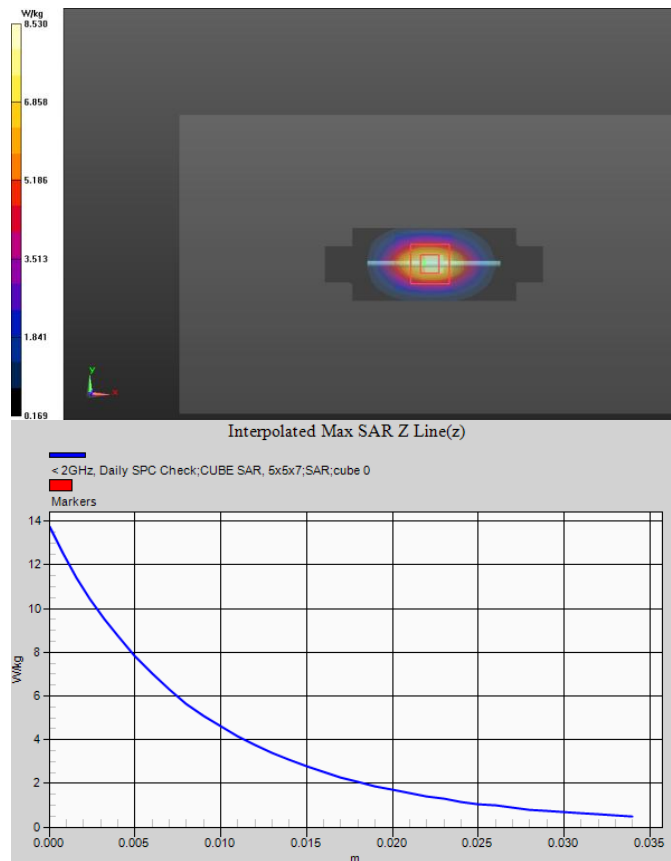 W/kg
8.530
6.858
5.186
3.513
1.841
0.169
y
x
Interpolated Max SAR Z Line(z)
< 2GHz, Daily SPC Check;CUBE SAR, 5x5x7;SAR;cube 0
Markers
14
12
10
8
6
4
2
0
W/kg
0.000 0.005 0.010 0.015 0.020 0.025 0.030 0.035
m